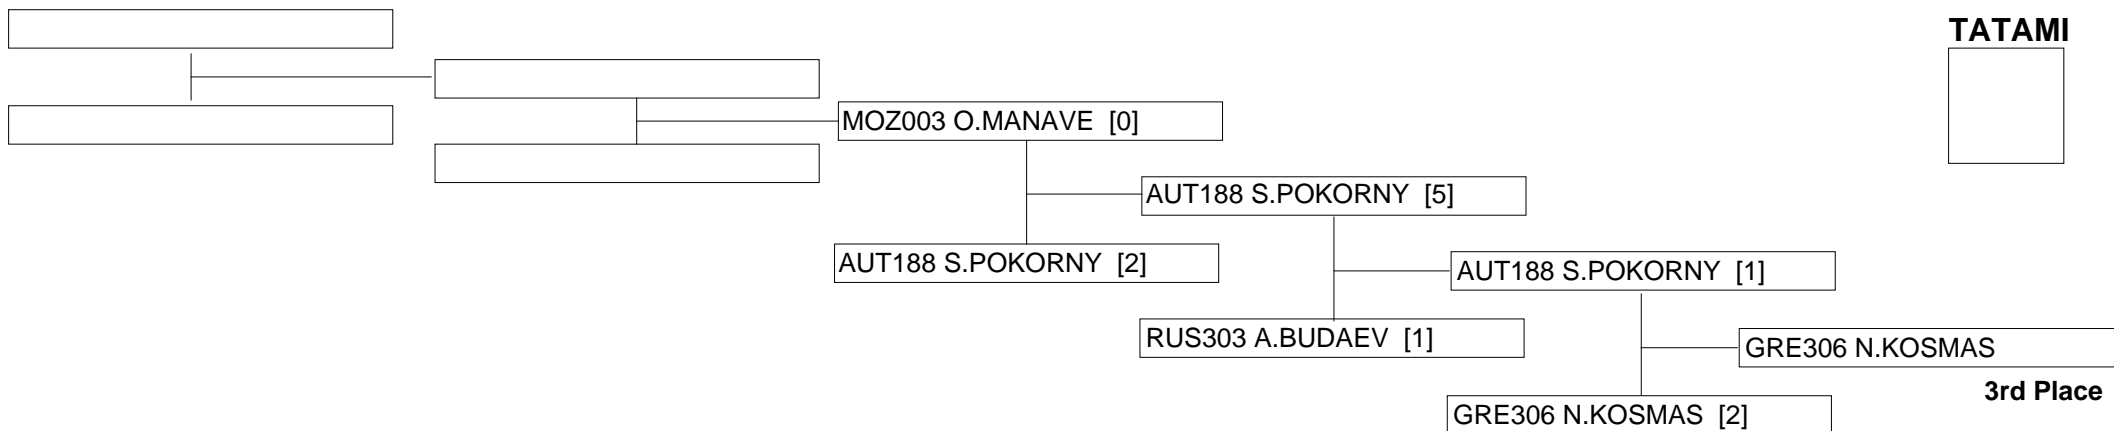 TATAMI
MOZ003 O.MANAVE [0]
AUT188 S.POKORNY [5]
AUT188 S.POKORNY [2]
AUT188 S.POKORNY [1]
RUS303 A.BUDAEV [1]
GRE306 N.KOSMAS
3rd Place
GRE306 N.KOSMAS [2]